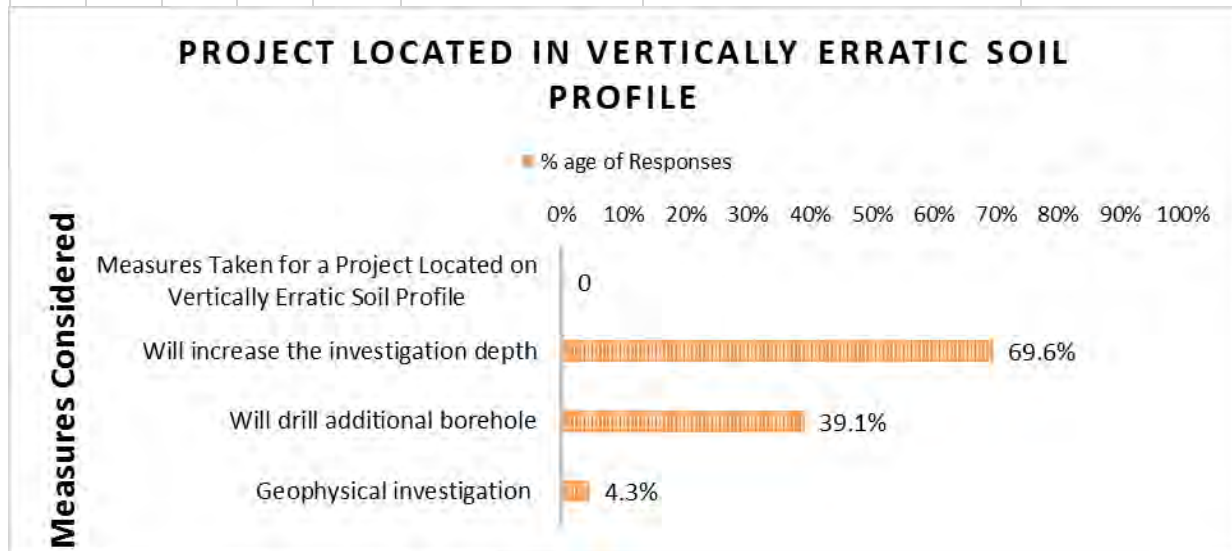 PROJECT LOCATED IN VERTICALLY ERRATIC SOIL
PROFILE
% age of Responses
0% 10% 20% 30% 40% 50% 60% 70% 80% 90% 100%
Measures Considered
Measures Taken for a Project Located on
Vertically Erratic Soil Profile
0
Will increase the investigation depth
69.6%
Will drill additional borehole
39.1%
Geophysical investigation
4.3%